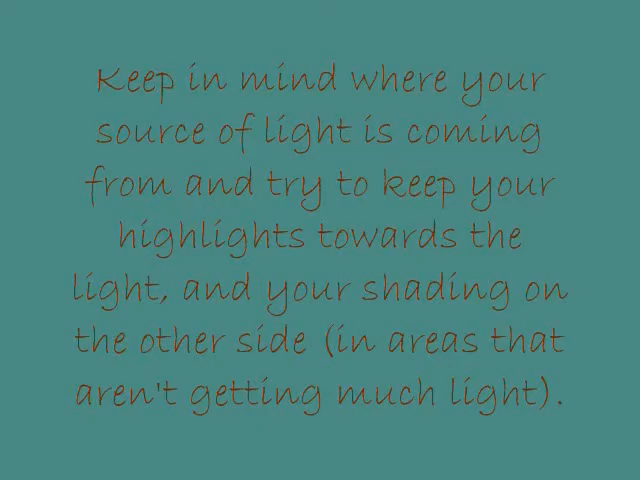 Keep in mind where your
source of light is coming
from and try to keep your
highlights towards the
light, and your shading on
the other side (in areas that
aren't getting much light).